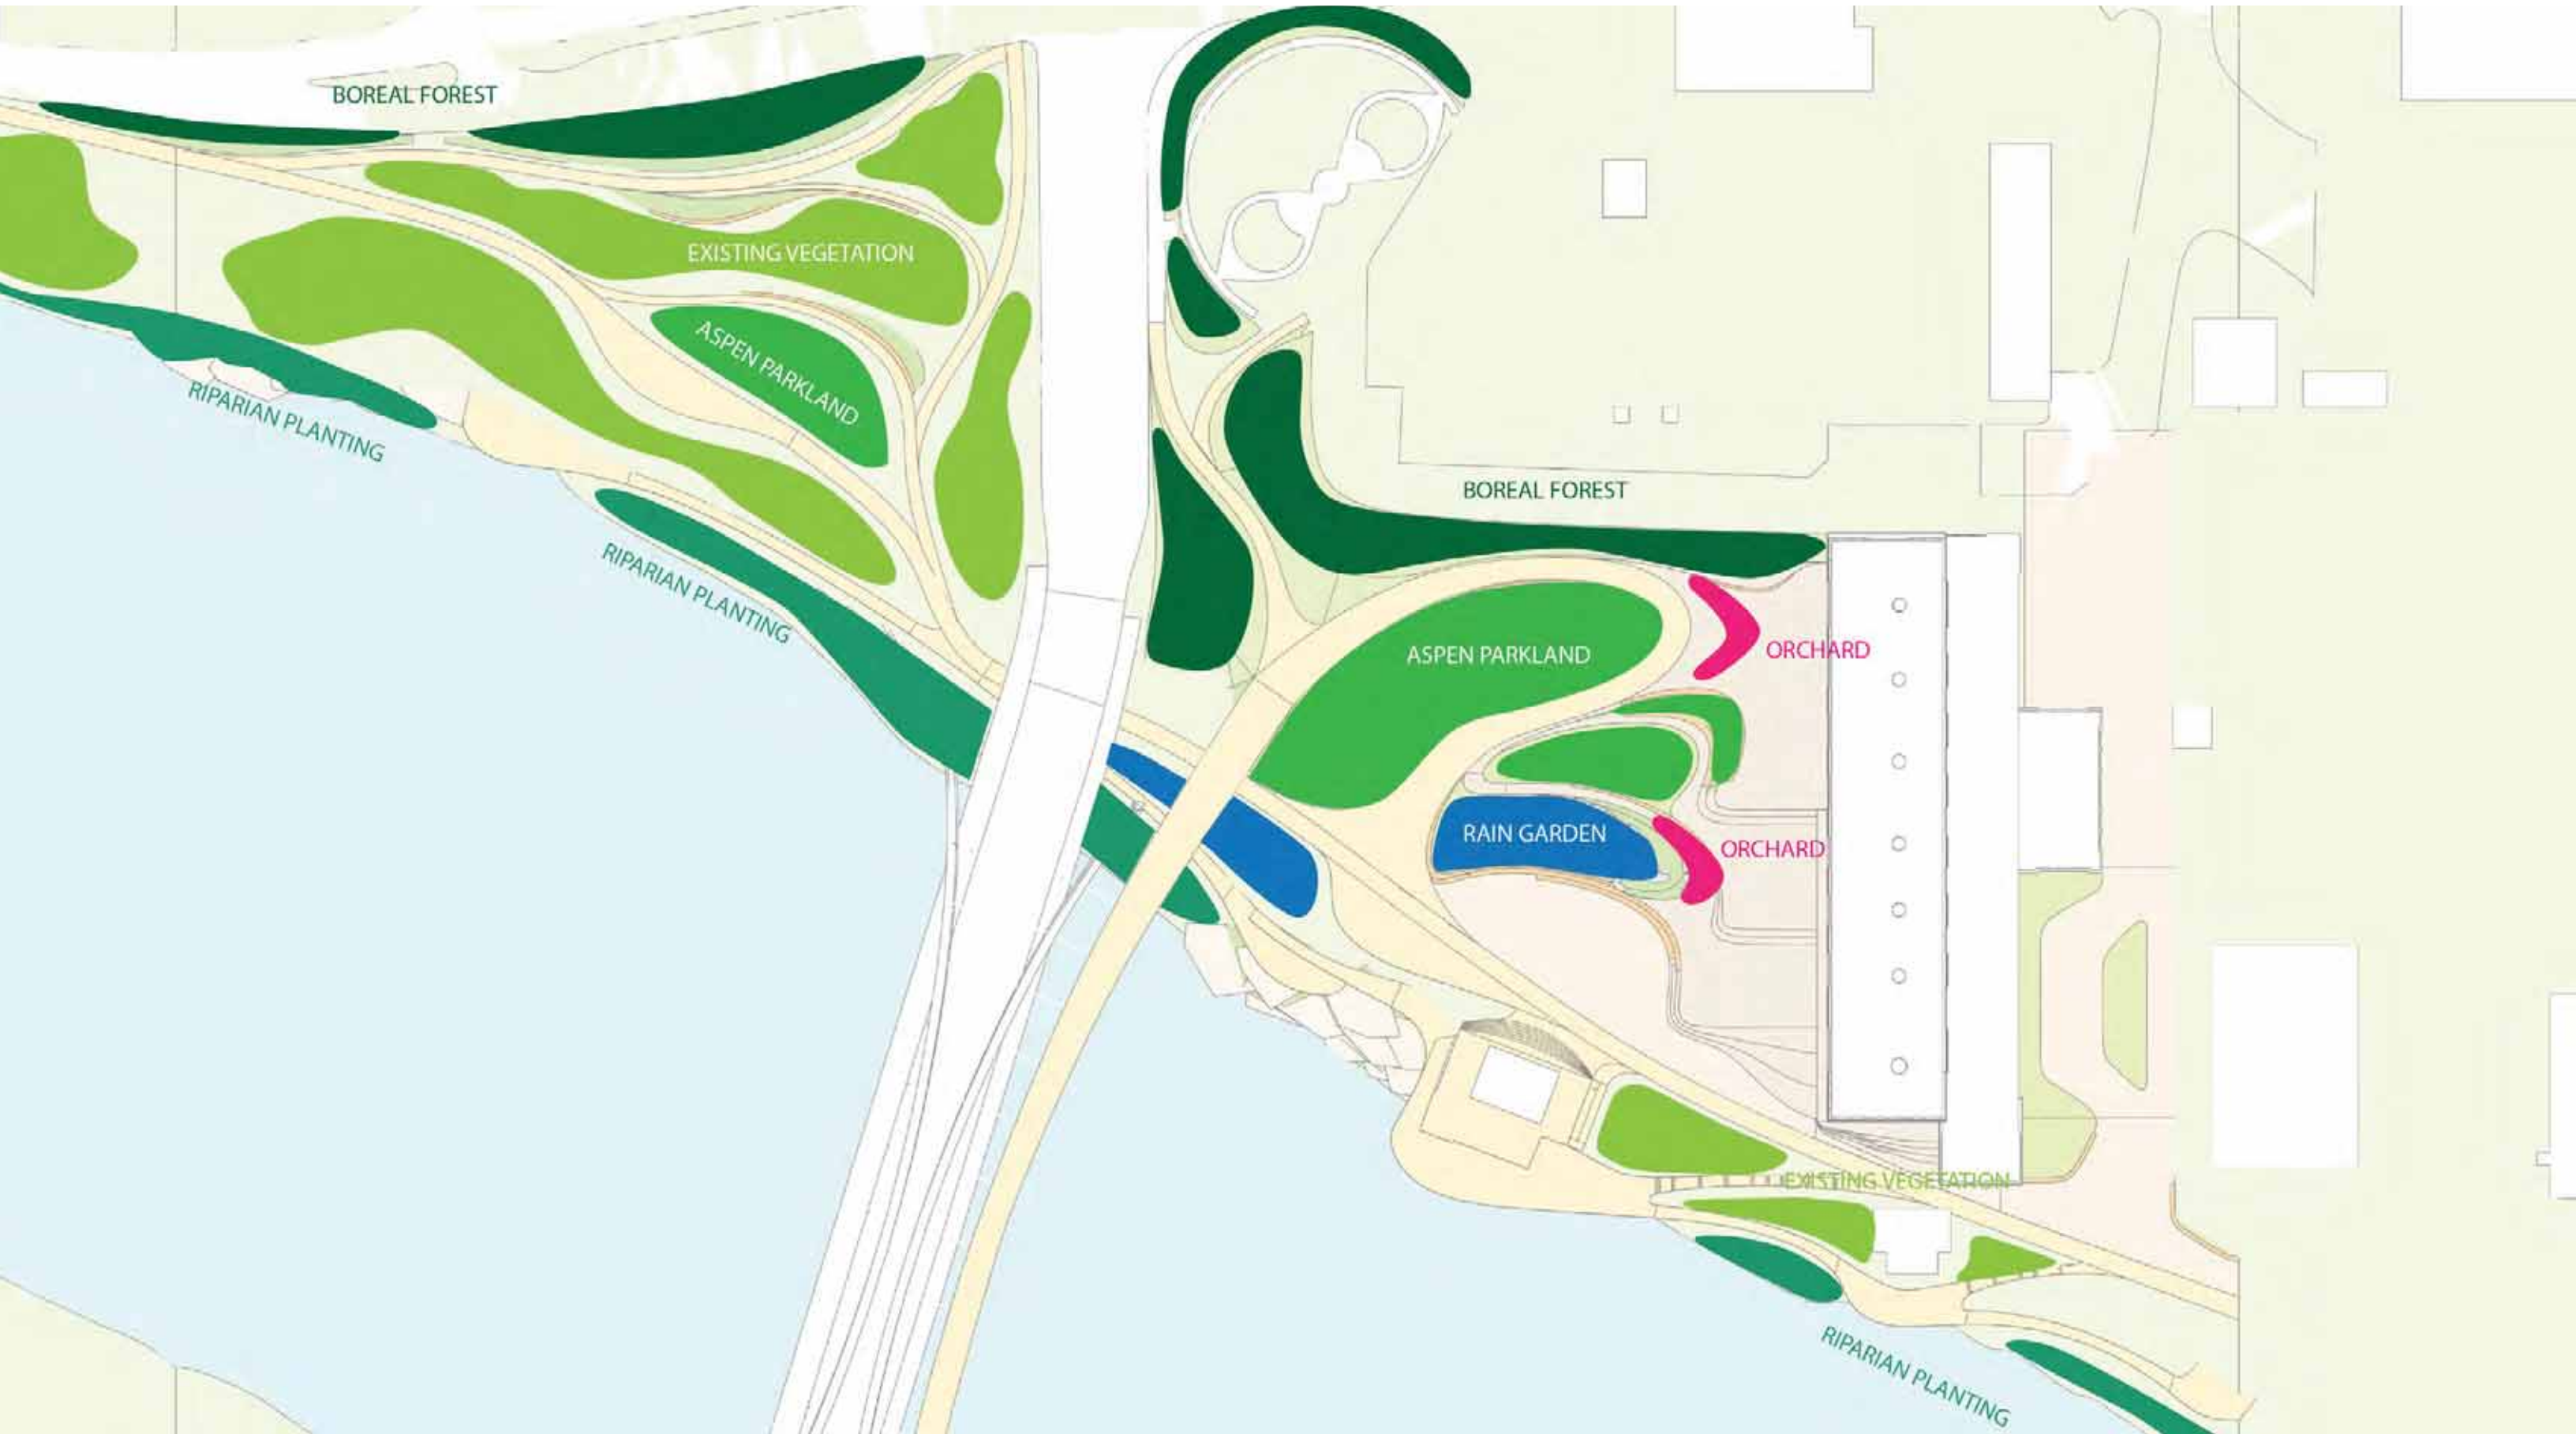 BOREAL FOREST
EXISTING VEGETATION
ASPEN PARKLAND
RIPARIAN PLANTING
BOREAL FOREST
RIPARIAN PLANTING
ASPEN PARKLAND
ORCHARD
RAIN GARDEN
ORCHARD
EXISTING VEGETATION
RIPARIAN PLANTING